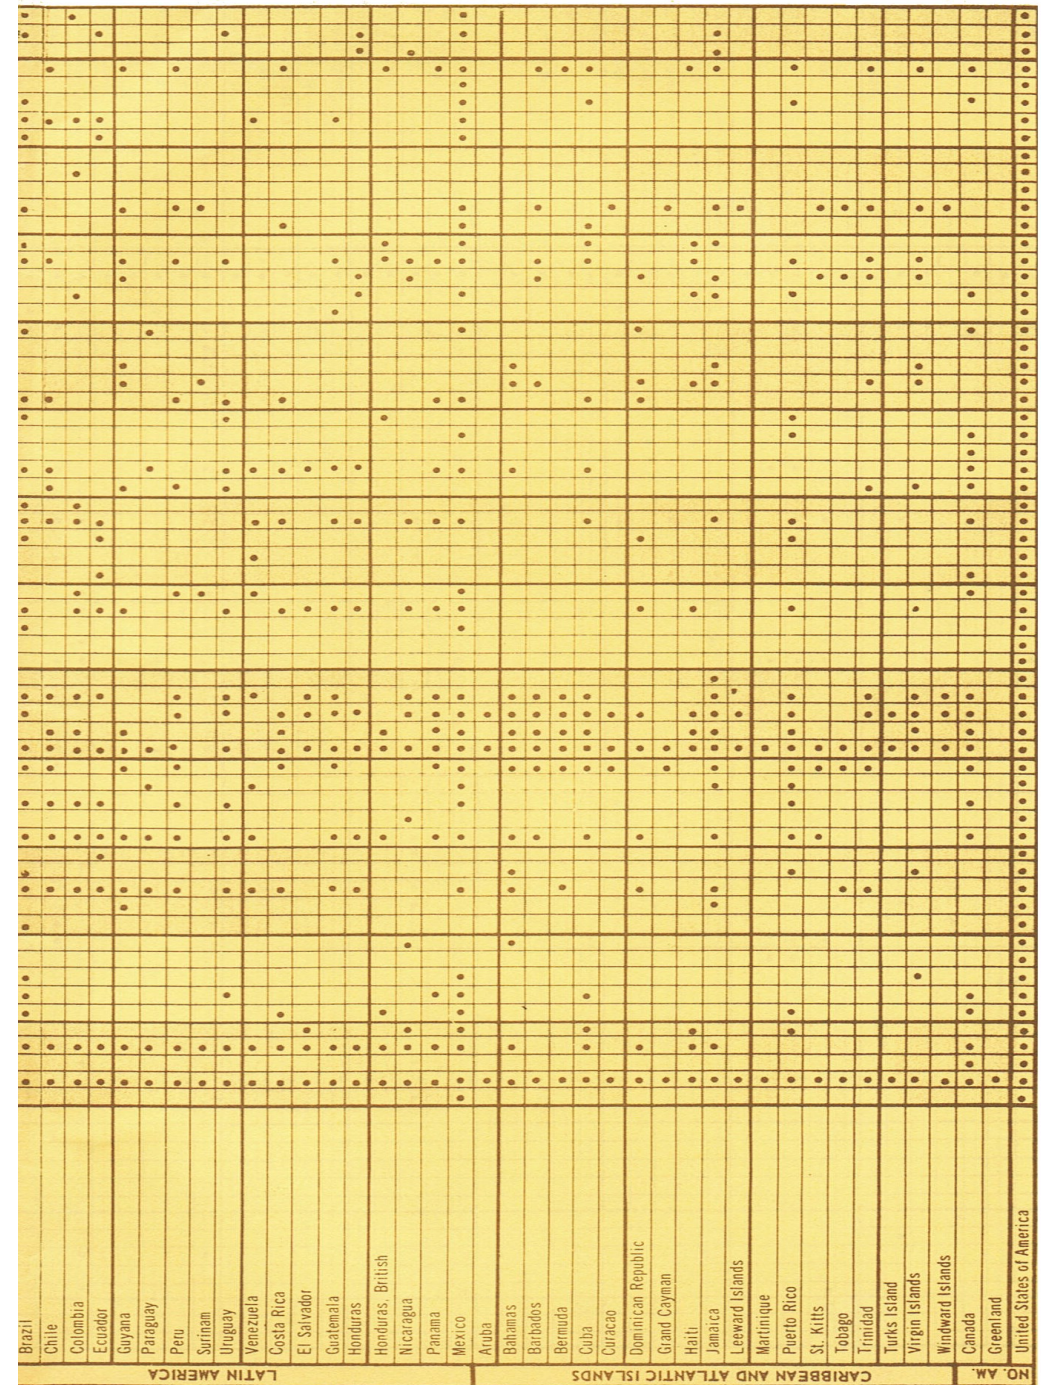 Brazil
Chile
Colombia
Ecuador
Guyana
Paraguay
Peru
Surinam
Uruguay
Venezuela
Costa Rica
El Salvador
Guatemala
Honduras
Honduras, British
Nicaragua
Panama
Mexico
Aruba
Bahamas
Barbados
Bermuda
Cuba
Curacao
Dominican Republic
Grand Cayman
Haiti
Jamaica
Leeward Islands
Martinique
Puerto Rico
St. Kitts
Tobago
Trinidad
Turks Island
Virgin Islands
Windward Islands
Canada
Greenland
United States of America
LATIN AMERICA
CARIBBEAN AND ATLANTIC ISLANDS
NO. AM.